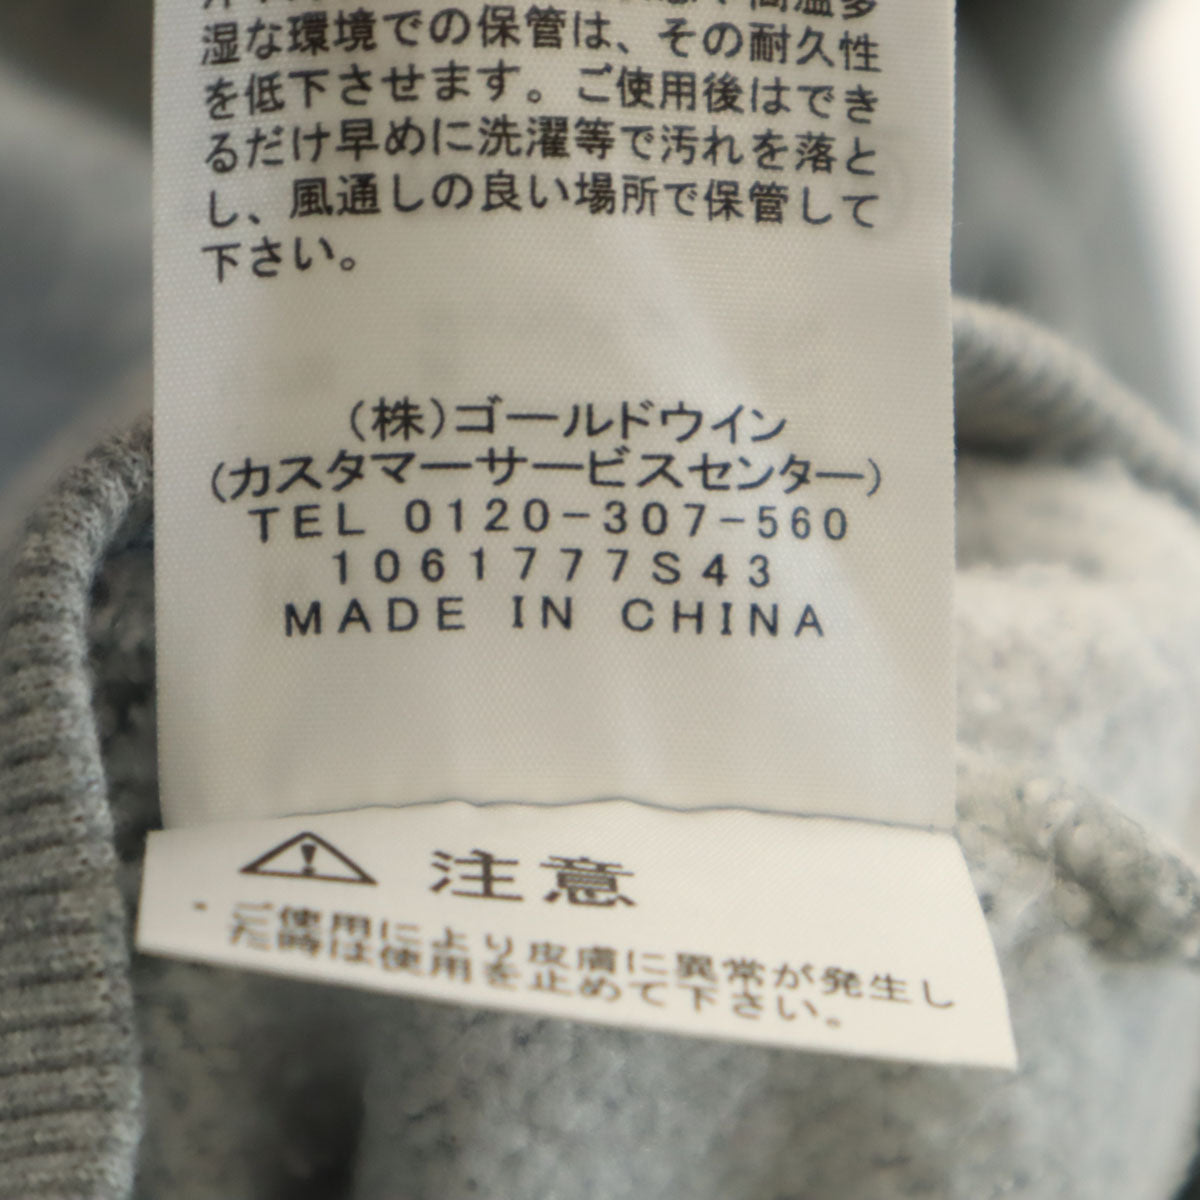 高温多
湿な環境での保管は、その耐久性
を低下させます。ご使用後はでき
るだけ早めに洗濯等で汚れを落と
し、風通しの良い場所で保管して
下さい。
(株)ゴールドウイン
(カスタマーサービスセンター)
TEL 0120-307-560
1061777S43
MADE IN CHINA
注意
・ご使用により皮膚に異常が発生し
た時は使用を止めて下さい。